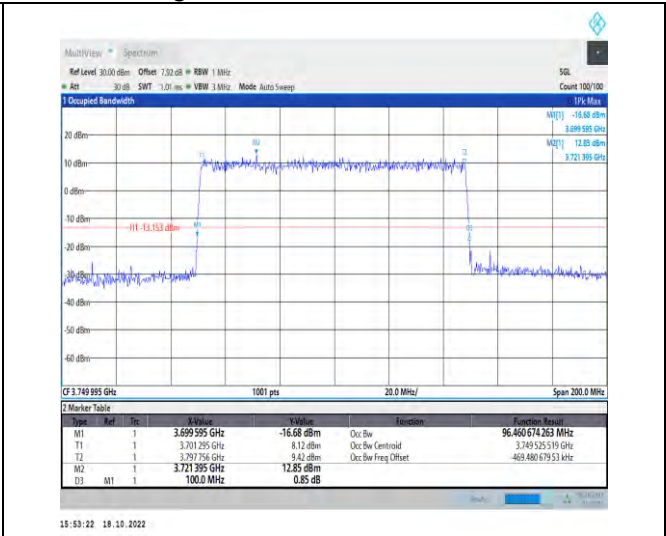 MultiView Spectrum
Ref Level 30.00 dBm Offset 7.92 dB RBW 1 MHz SGL
Att 30 dB SWT 1.01 ms VBW 3 MHz Mode Auto Sweep Count 100/100
1 Occupied Bandwidth 1Pk Max
M1[1] -16.68 dBm
3.699 595 GHz
M2[1] 12.85 dBm
3.721 395 GHz
20 dBm
M2
T1
T2
10 dBm
0 dBm
-10 dBm
H1 -13.153 dBm
M1
D3
-20 dBm
-30 dBm
-40 dBm
-50 dBm
-60 dBm
CF 3.749 995 GHz 1001 pts 20.0 MHz/ Span 200.0 MHz
2 Marker Table
Type Ref Trc X-Value Y-Value Function Function Result
M1 1 3.699 595 GHz -16.68 dBm Occ Bw 96.460 674 263 MHz
T1 1 3.701 295 GHz 8.12 dBm Occ Bw Centroid 3.749 525 519 GHz
T2 1 3.797 756 GHz 9.42 dBm Occ Bw Freq Offset -469.480 679 53 kHz
M2 1 3.721 395 GHz 12.85 dBm
D3 M1 1 100.0 MHz 0.85 dB
15:53:22 18.10.2022